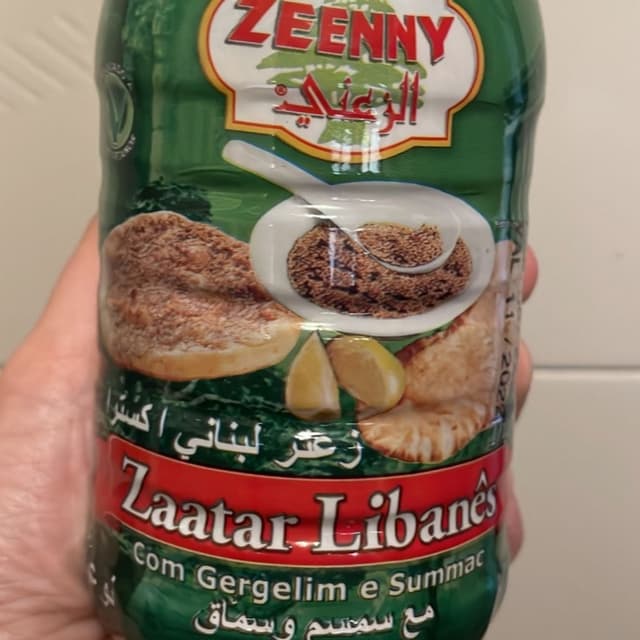 ZEENNY
الزعني
زعتر لبناني اكسترا
Zaatar Libanês
Com Gergelim e Summac
مع سمسم وسماق